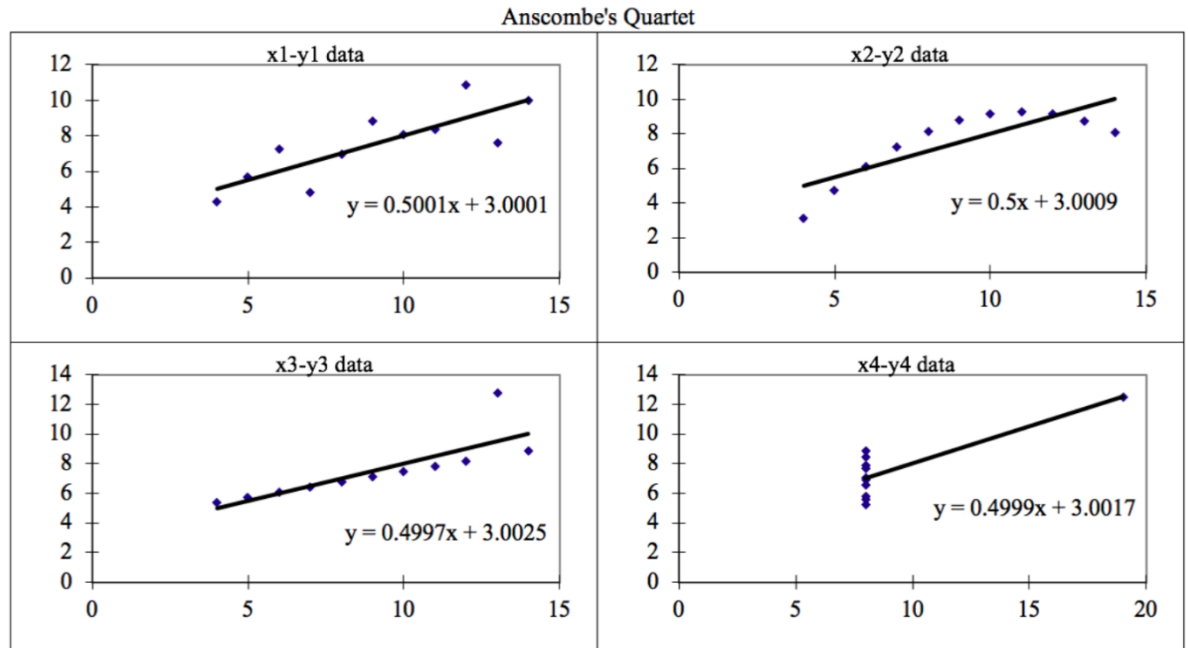 Anscombe's Quartet
x1-y1 data
12
10
8
6
4
2
0
y = 0.5001x + 3.0001
0 5 10 15
x2-y2 data
12
10
8
6
4
2
0
y = 0.5x + 3.0009
0 5 10 15
x3-y3 data
14
12
10
8
6
4
2
0
y = 0.4997x + 3.0025
0 5 10 15
x4-y4 data
14
12
10
8
6
4
2
0
y = 0.4999x + 3.0017
0 5 10 15 20